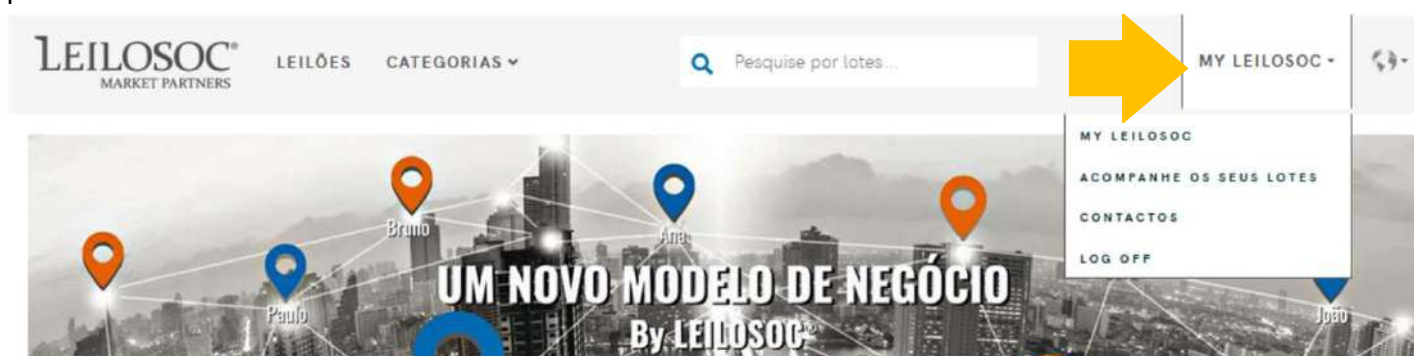 LEILOSOC®
MARKET PARTNERS
LEILÕES
CATEGORIAS
Pesquise por lotes...
MY LEILOSOC
MY LEILOSOC
ACOMPANHE OS SEUS LOTES
CONTACTOS
LOG OFF
Bruno
Ana
Paulo
João
UM NOVO MODELO DE NEGÓCIO
By LEILOSOC®